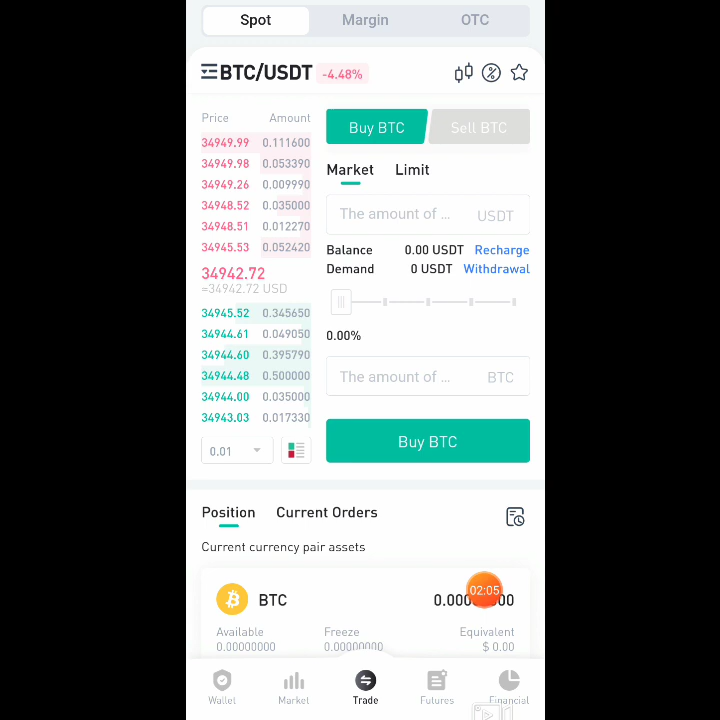 Spot Margin OTC
BTC/USDT -4.48%
Price Amount
34949.99 0.111600
34949.98 0.053390
34949.26 0.009990
34948.52 0.035000
34948.51 0.012270
34945.53 0.052420
34942.72
≈34942.72 USD
34945.52 0.345650
34944.61 0.049050
34944.60 0.395790
34944.48 0.500000
34944.00 0.035000
34943.03 0.017330
0.01
Buy BTC Sell BTC
Market Limit
The amount of ... USDT
Balance 0.00 USDT Recharge
Demand 0 USDT Withdrawal
0.00%
The amount of ... BTC
Buy BTC
Position Current Orders
Current currency pair assets
BTC
02:05
Available Freeze Equivalent
0.00000000 0.00000000 $ 0.00
Wallet Market Trade Futures Financial